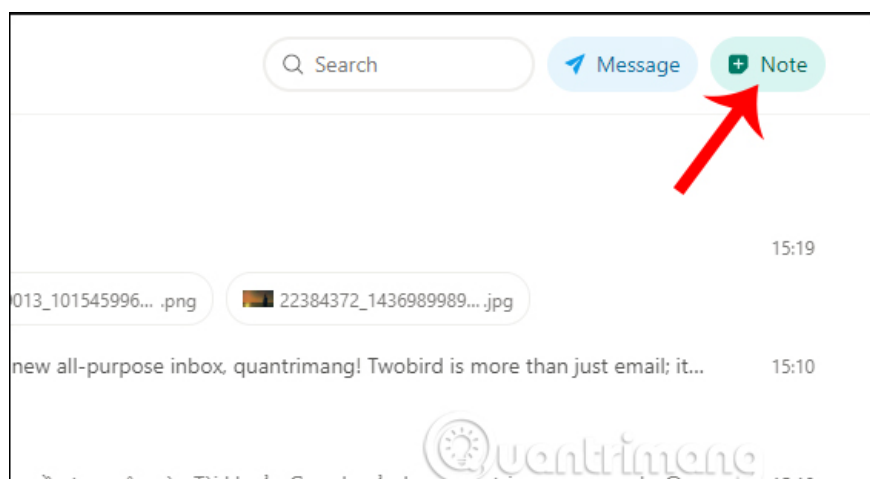 Search Message Note
15:19
013_101545996... .png 22384372_1436989989... .jpg
new all-purpose inbox, quantrimang! Twobird is more than just email; it... 15:10
Quantrimang